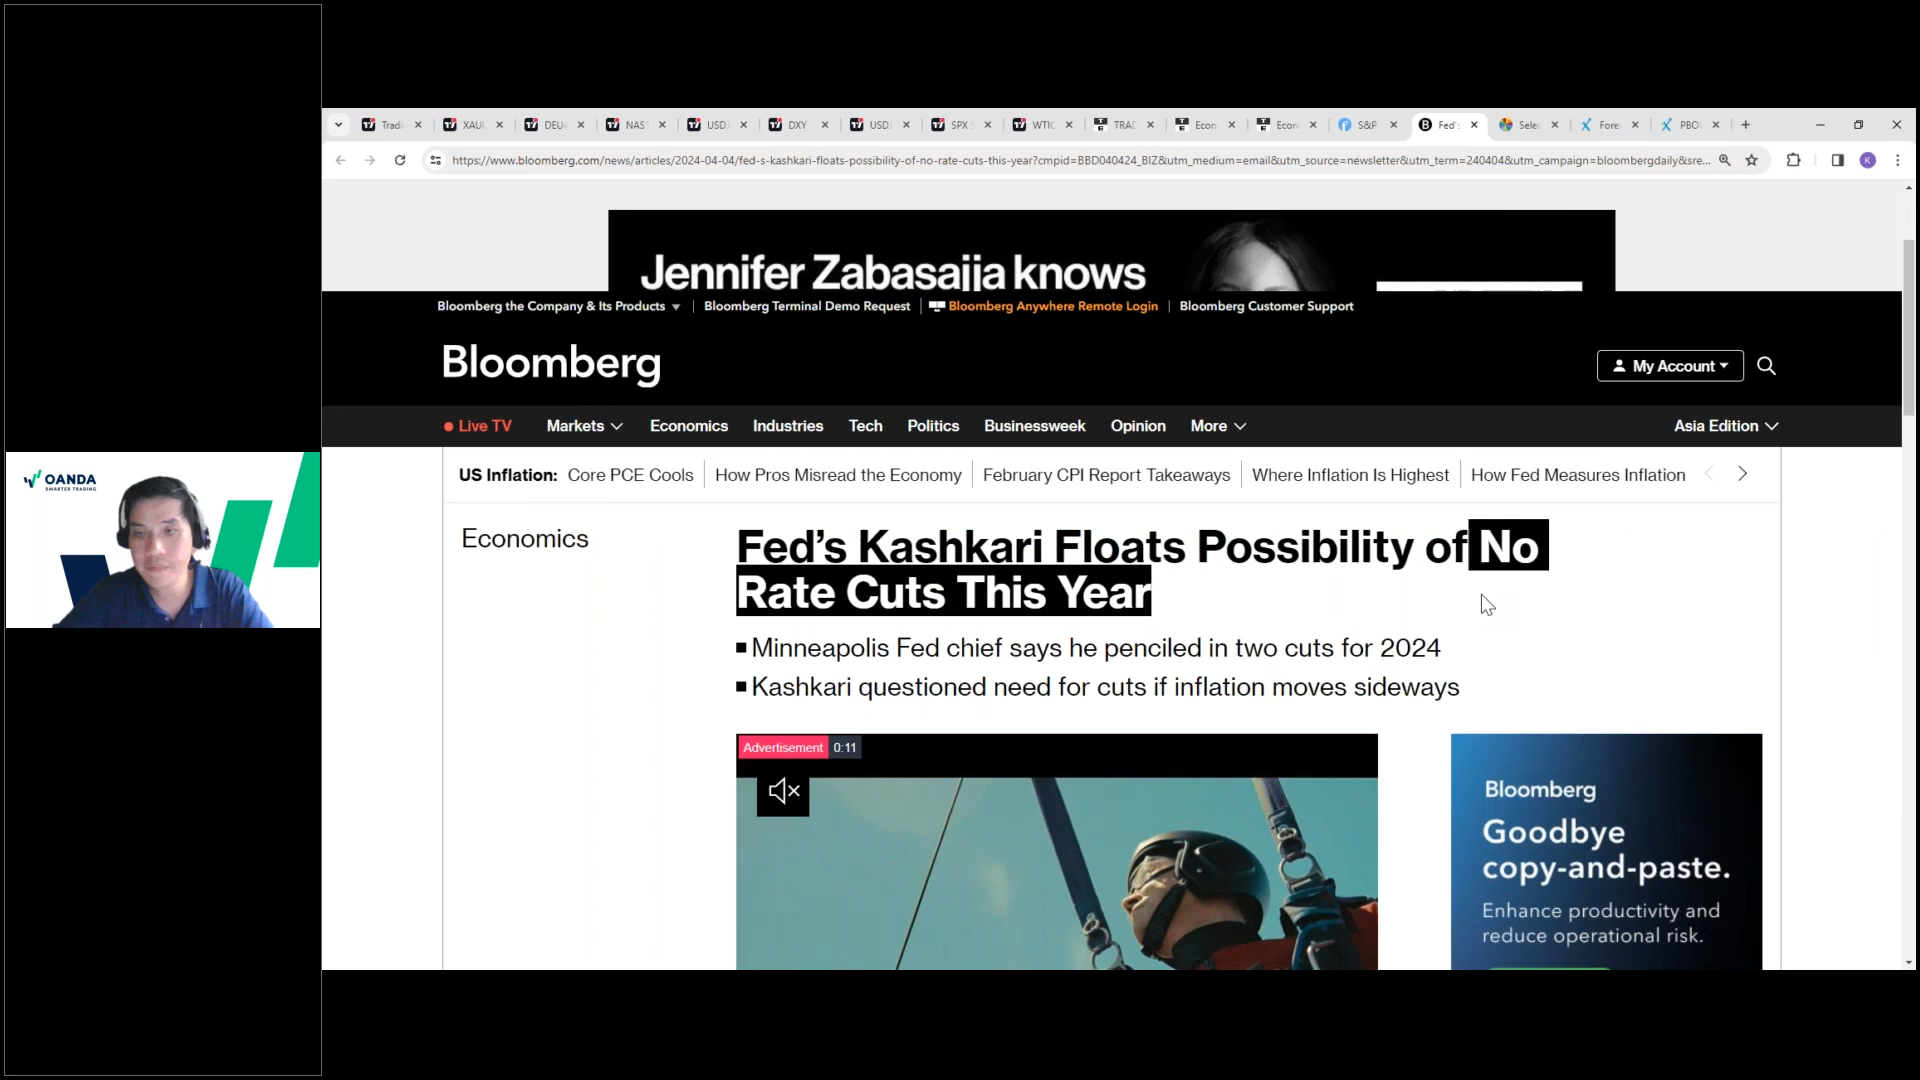 OANDA
SMARTER TRADING
Tradi
XAU
DEU4
NAS1
USD
DXY
USD
SPX
WTIC
TRAD
Econ
Econ
S&P
Fed's
Selec
Fore
PBO
https://www.bloomberg.com/news/articles/2024-04-04/fed-s-kashkari-floats-possibility-of-no-rate-cuts-this-year?cmpid=BBD040424_BIZ&utm_medium=email&utm_source=newsletter&utm_term=240404&utm_campaign=bloombergdaily&sre...
K
Jennifer Zabasajja knows
Bloomberg the Company & Its Products
Bloomberg Terminal Demo Request
Bloomberg Anywhere Remote Login
Bloomberg Customer Support
Bloomberg
My Account
Live TV
Markets
Economics
Industries
Tech
Politics
Businessweek
Opinion
More
Asia Edition
US Inflation:
Core PCE Cools
How Pros Misread the Economy
February CPI Report Takeaways
Where Inflation Is Highest
How Fed Measures Inflation
Economics
Fed's Kashkari Floats Possibility of No
Rate Cuts This Year
Minneapolis Fed chief says he penciled in two cuts for 2024
Kashkari questioned need for cuts if inflation moves sideways
Advertisement 0:11
Bloomberg
Goodbye
copy-and-paste.
Enhance productivity and
reduce operational risk.